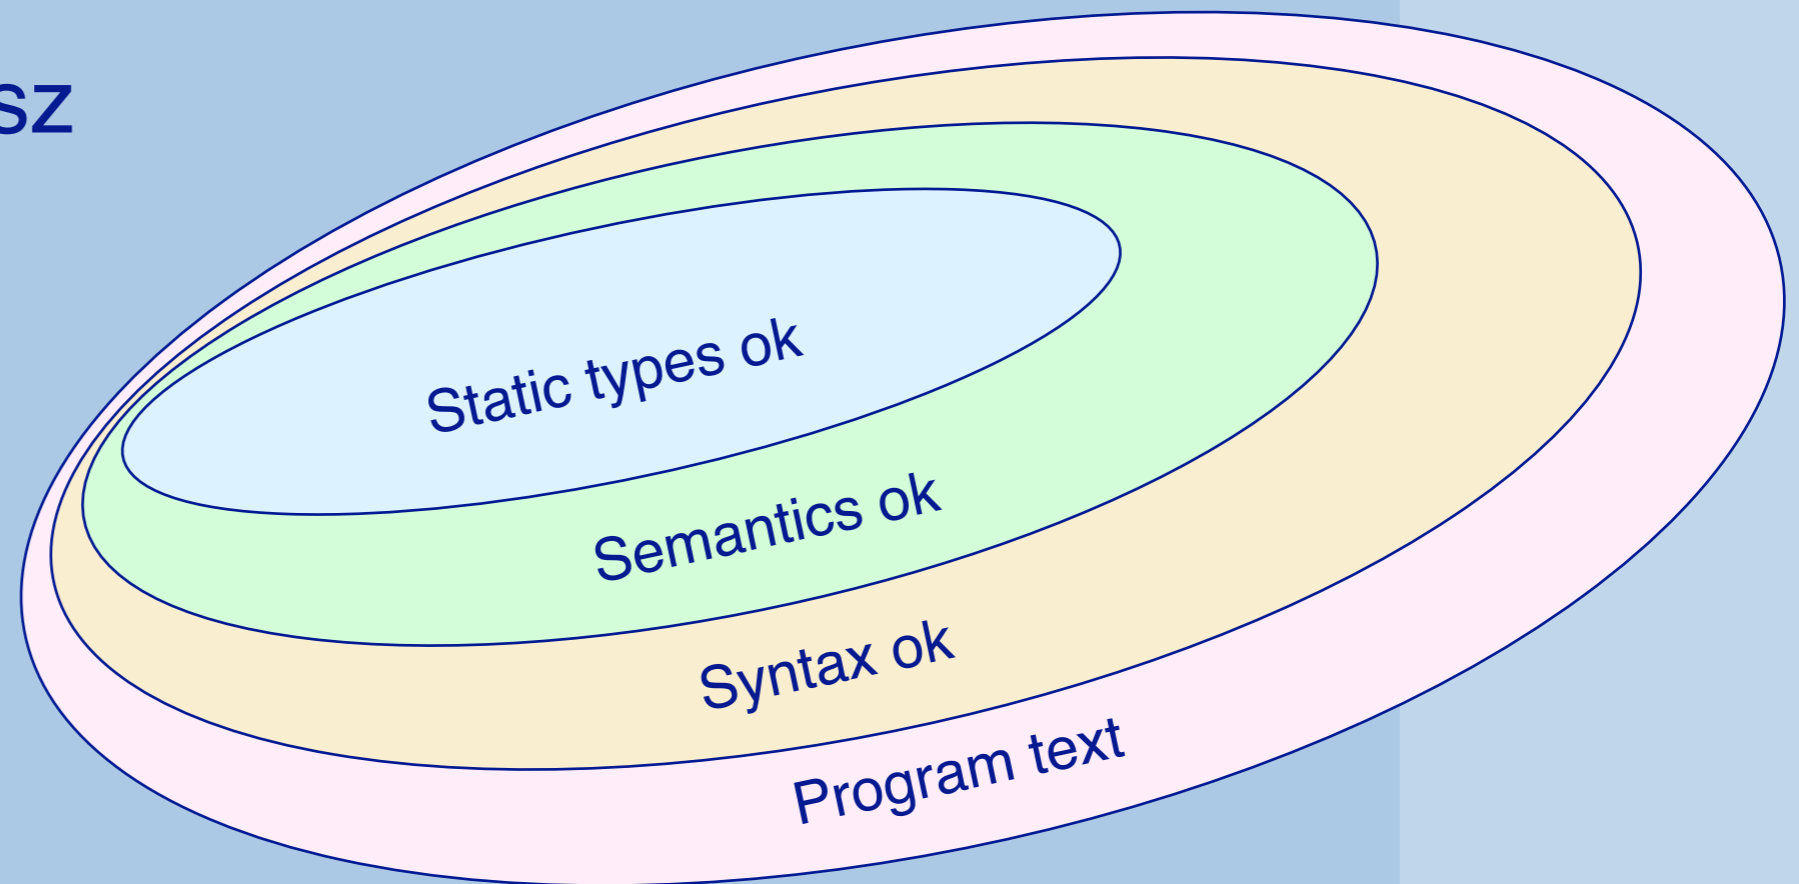 sz
Static types ok
Semantics ok
Syntax ok
Program text